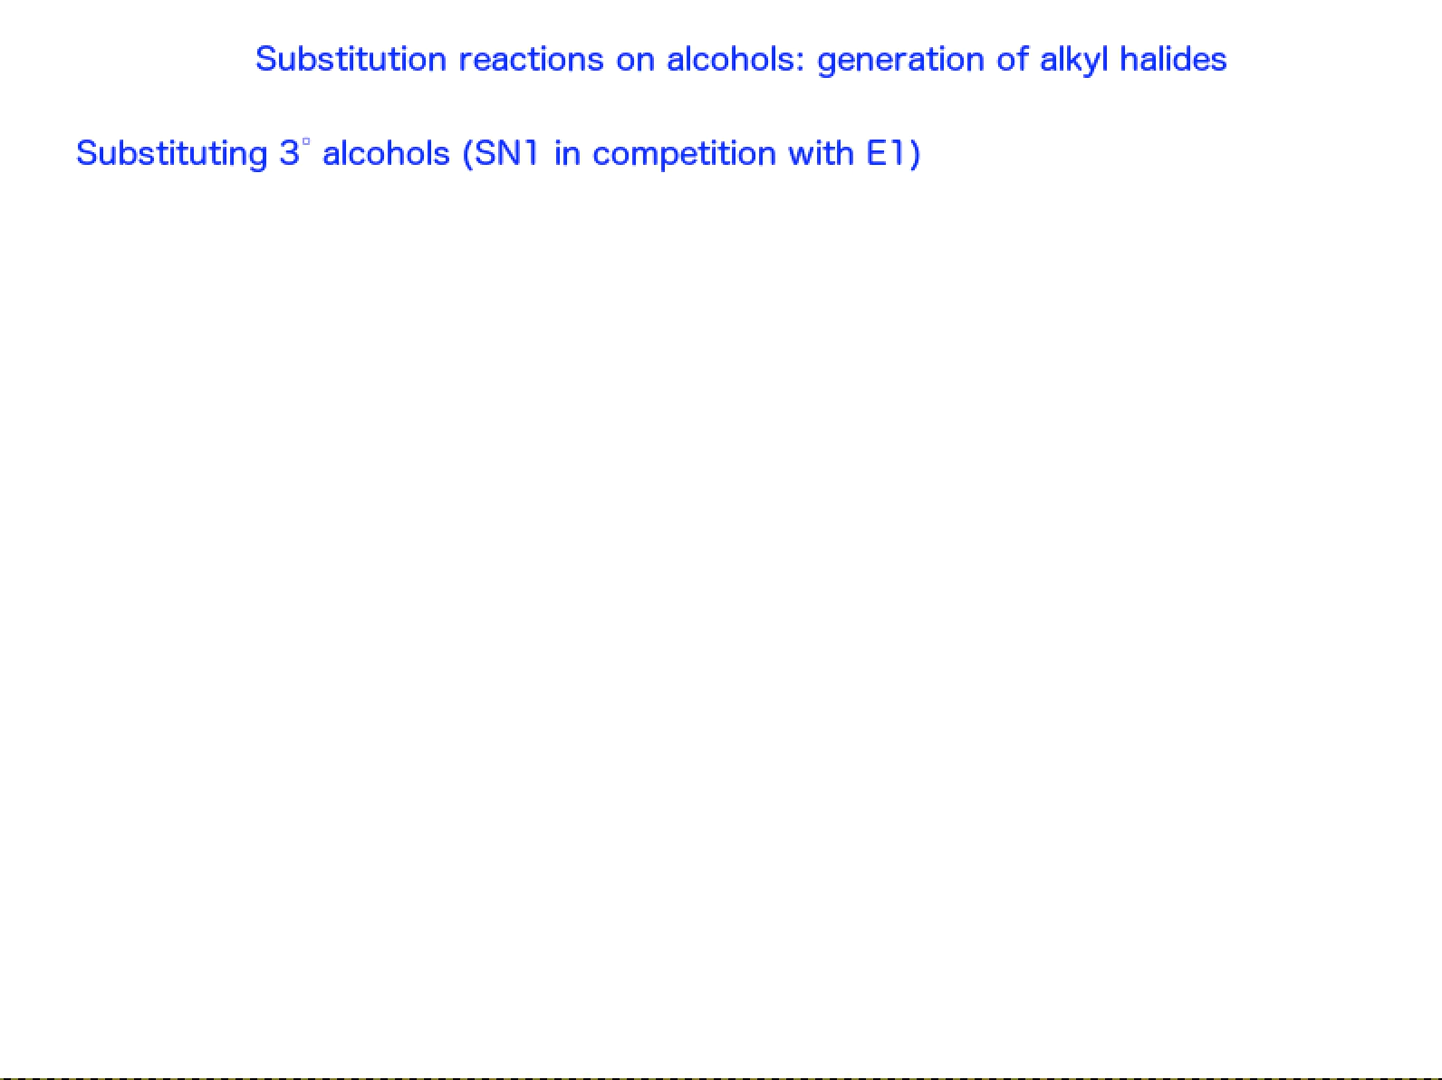 Substitution reactions on alcohols: generation of alkyl halides
Substituting 3° alcohols (SN1 in competition with E1)